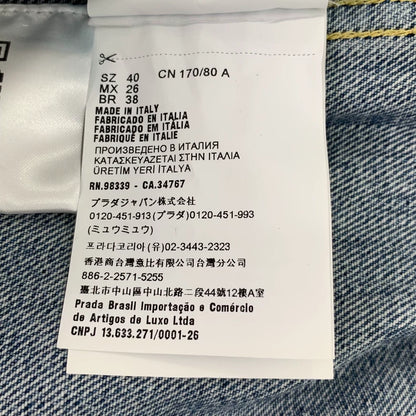 SZ 40 CN 170/80 A
MX 26
BR 38
MADE IN ITALY
FABRICADO EN ITALIA
FABRICADO EM ITÁLIA
FABRIQUÉ EN ITALIE
ПРОИЗВЕДЕНО В ИТАЛИЯ
ΚΑΤΑΣΚΕΥΑΖΕΤΑΙ ΣΤΗΝ ΙΤΑΛΙΑ
ÜRETİM YERİ İTALYA
RN.98339 - CA.34767
プラダジャパン株式会社
0120-451-913 (プラダ) 0120-451-993
(ミュウミュウ)
프라다코리아(유) 02-3443-2323
香港商台灣魚比有限公司台灣分公司
886-2-2571-5255
臺北市中山區中山北路二段44號12樓A室
Prada Brasil Importação e Comércio
de Artigos de Luxo Ltda
CNPJ 13.633.271/0001-26